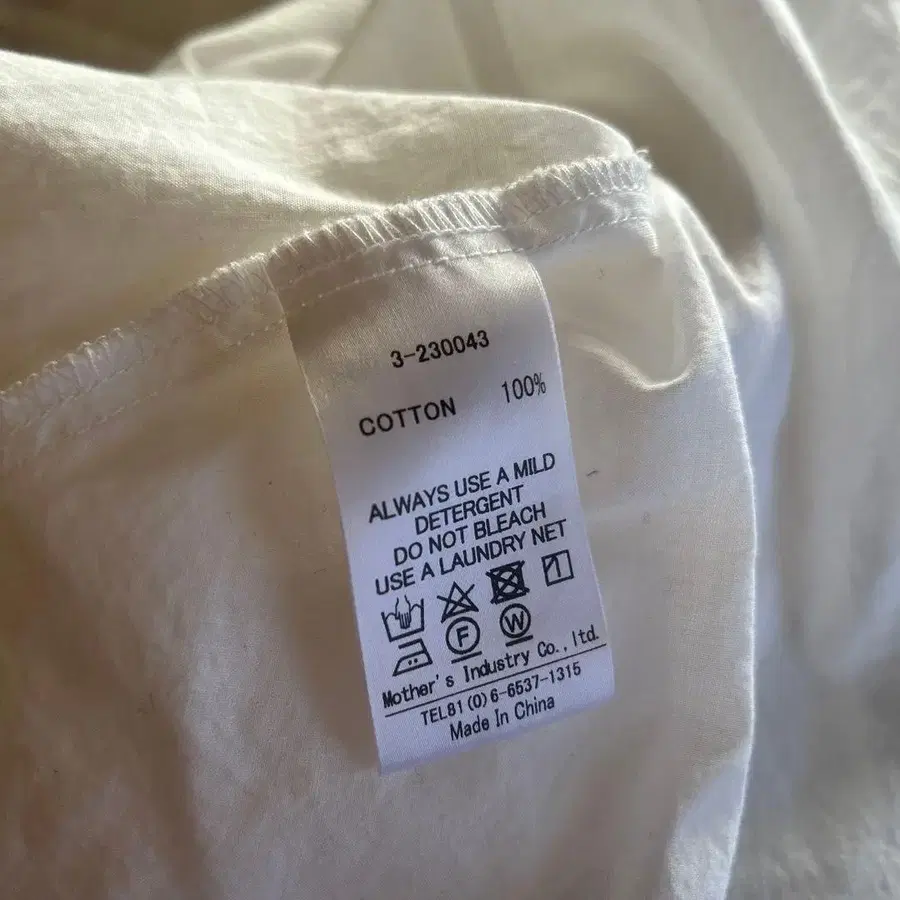 3-230043
COTTON 100%
ALWAYS USE A MILD
DETERGENT
DO NOT BLEACH
USE A LAUNDRY NET
F W
Mother's Industry Co.,ltd.
TEL81(0)6-6537-1315
Made In China